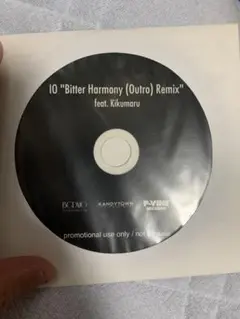 IO "Bitter Harmony (Outro) Remix"
feat. Kikumaru
KANDYTOWN
P-VINE
promotional use only / not